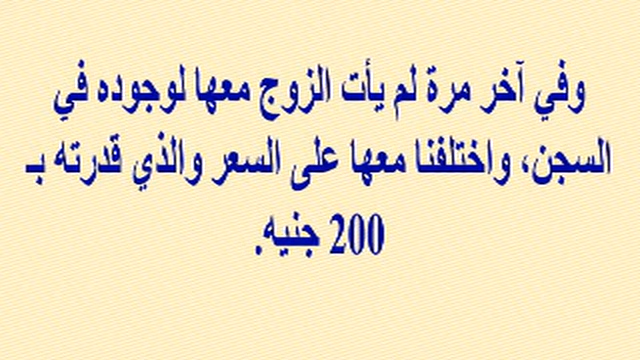 وفي آخر مرة لم يأت الزوج معها لوجوده في
السجن، واختلفنا معها على السعر والذي قدرته بـ
200 جنيه.